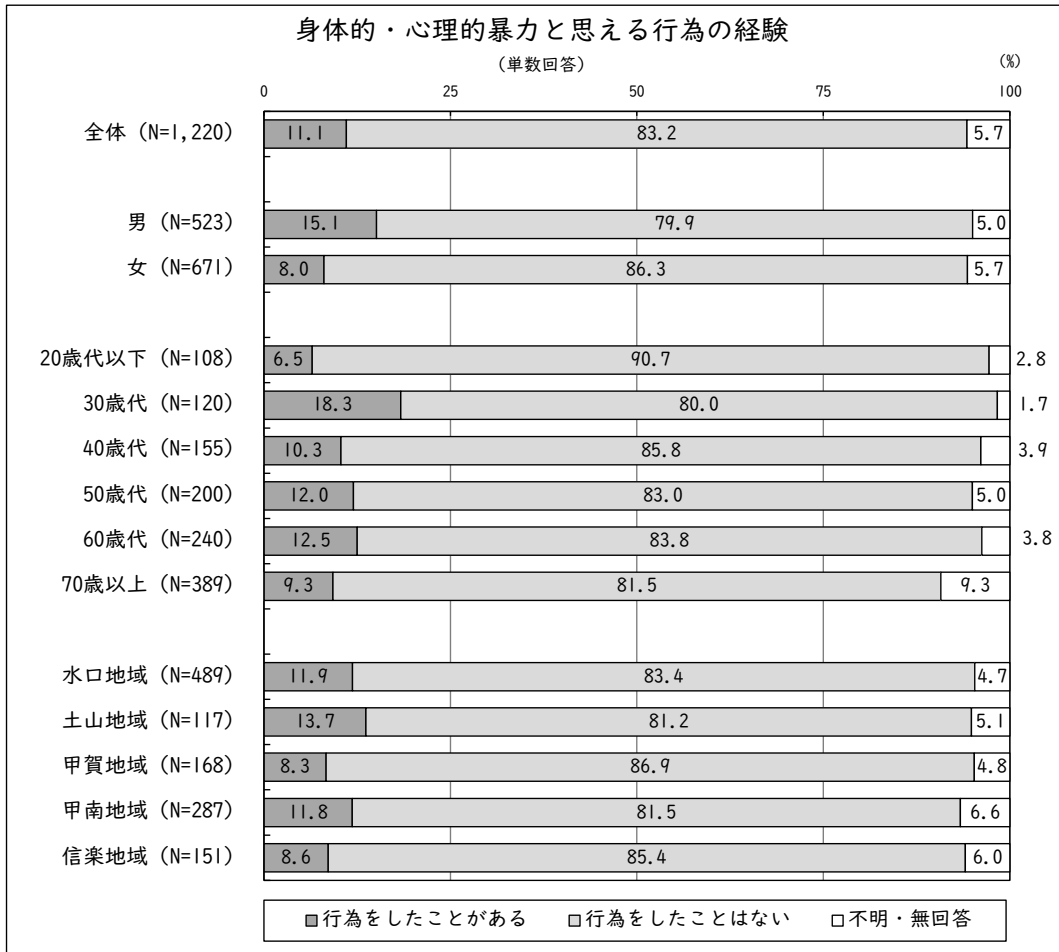 身体的・心理的暴力と思える行為の経験
(単数回答)
(%)
0 25 50 75 100
全体 (N=1,220) 11.1 83.2 5.7
男 (N=523) 15.1 79.9 5.0
女 (N=671) 8.0 86.3 5.7
20歳代以下 (N=108) 6.5 90.7 2.8
30歳代 (N=120) 18.3 80.0 1.7
40歳代 (N=155) 10.3 85.8 3.9
50歳代 (N=200) 12.0 83.0 5.0
60歳代 (N=240) 12.5 83.8 3.8
70歳以上 (N=389) 9.3 81.5 9.3
水口地域 (N=489) 11.9 83.4 4.7
土山地域 (N=117) 13.7 81.2 5.1
甲賀地域 (N=168) 8.3 86.9 4.8
甲南地域 (N=287) 11.8 81.5 6.6
信楽地域 (N=151) 8.6 85.4 6.0
行為をしたことがある 行為をしたことはない 不明・無回答